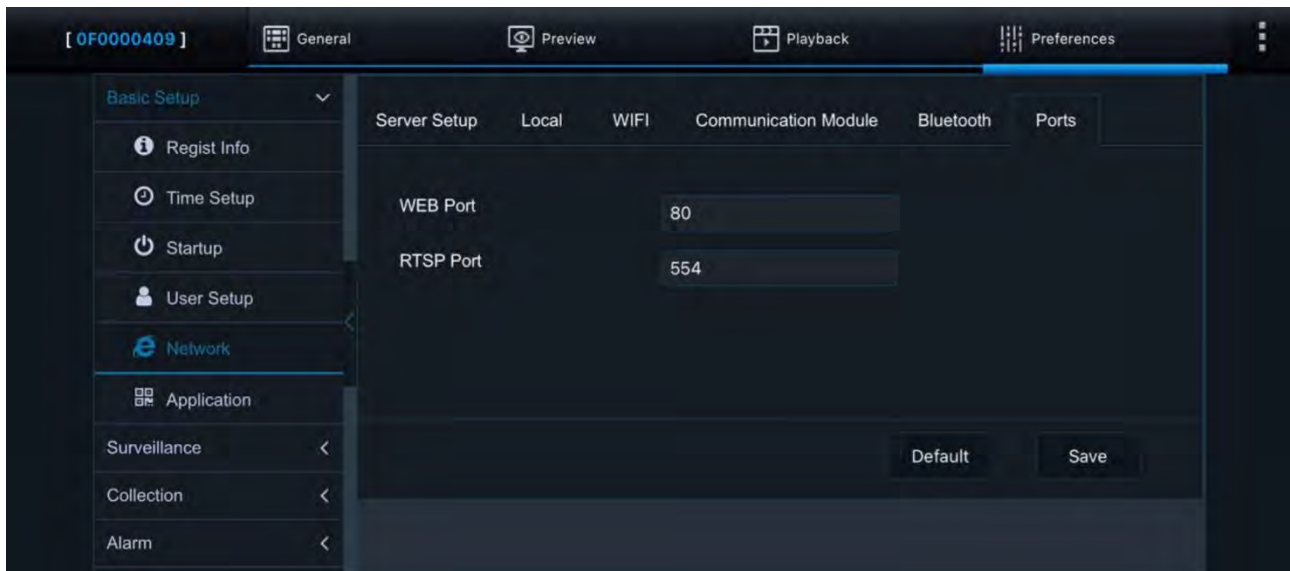 [ 0F0000409 ]
General
Preview
Playback
Preferences
Basic Setup
Regist Info
Time Setup
Startup
User Setup
Network
Application
Surveillance
Collection
Alarm
Server Setup
Local
WIFI
Communication Module
Bluetooth
Ports
WEB Port
80
RTSP Port
554
Default
Save